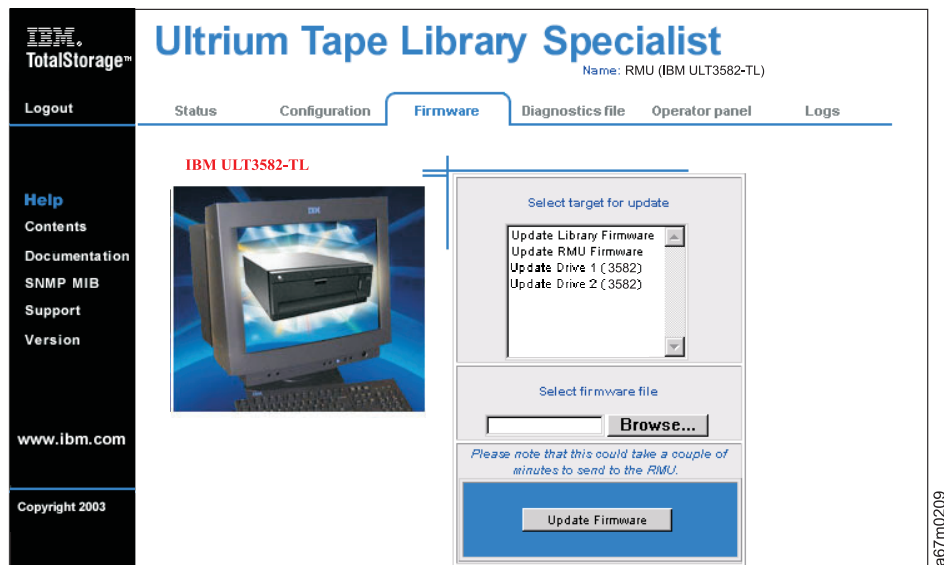 IBM.
TotalStorage™
Ultrium Tape Library Specialist
Name: RMU (IBM ULT3582-TL)
Logout
Status
Configuration
Firmware
Diagnostics file
Operator panel
Logs
IBM ULT3582-TL
Help
Contents
Documentation
SNMP MIB
Support
Version
www.ibm.com
Copyright 2003
IBM
Select target for update
Update Library Firmware
Update RMU Firmware
Update Drive 1 (3582)
Update Drive 2 (3582)
Select firmware file
Browse...
Please note that this could take a couple of
minutes to send to the RMU.
Update Firmware
a67m0209